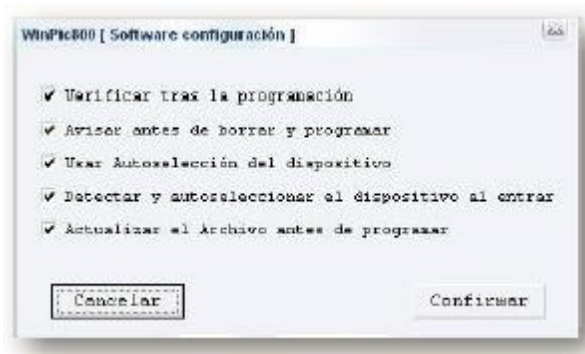 WinPic800 [ Software configuración ]
Verificar tras la programación
Avisar antes de borrar y programar
Usar Autoselección del dispositivo
Detectar y autoseleccionar el dispositivo al entrar
Actualizar el Archivo antes de programar
Cancelar
Confirmar